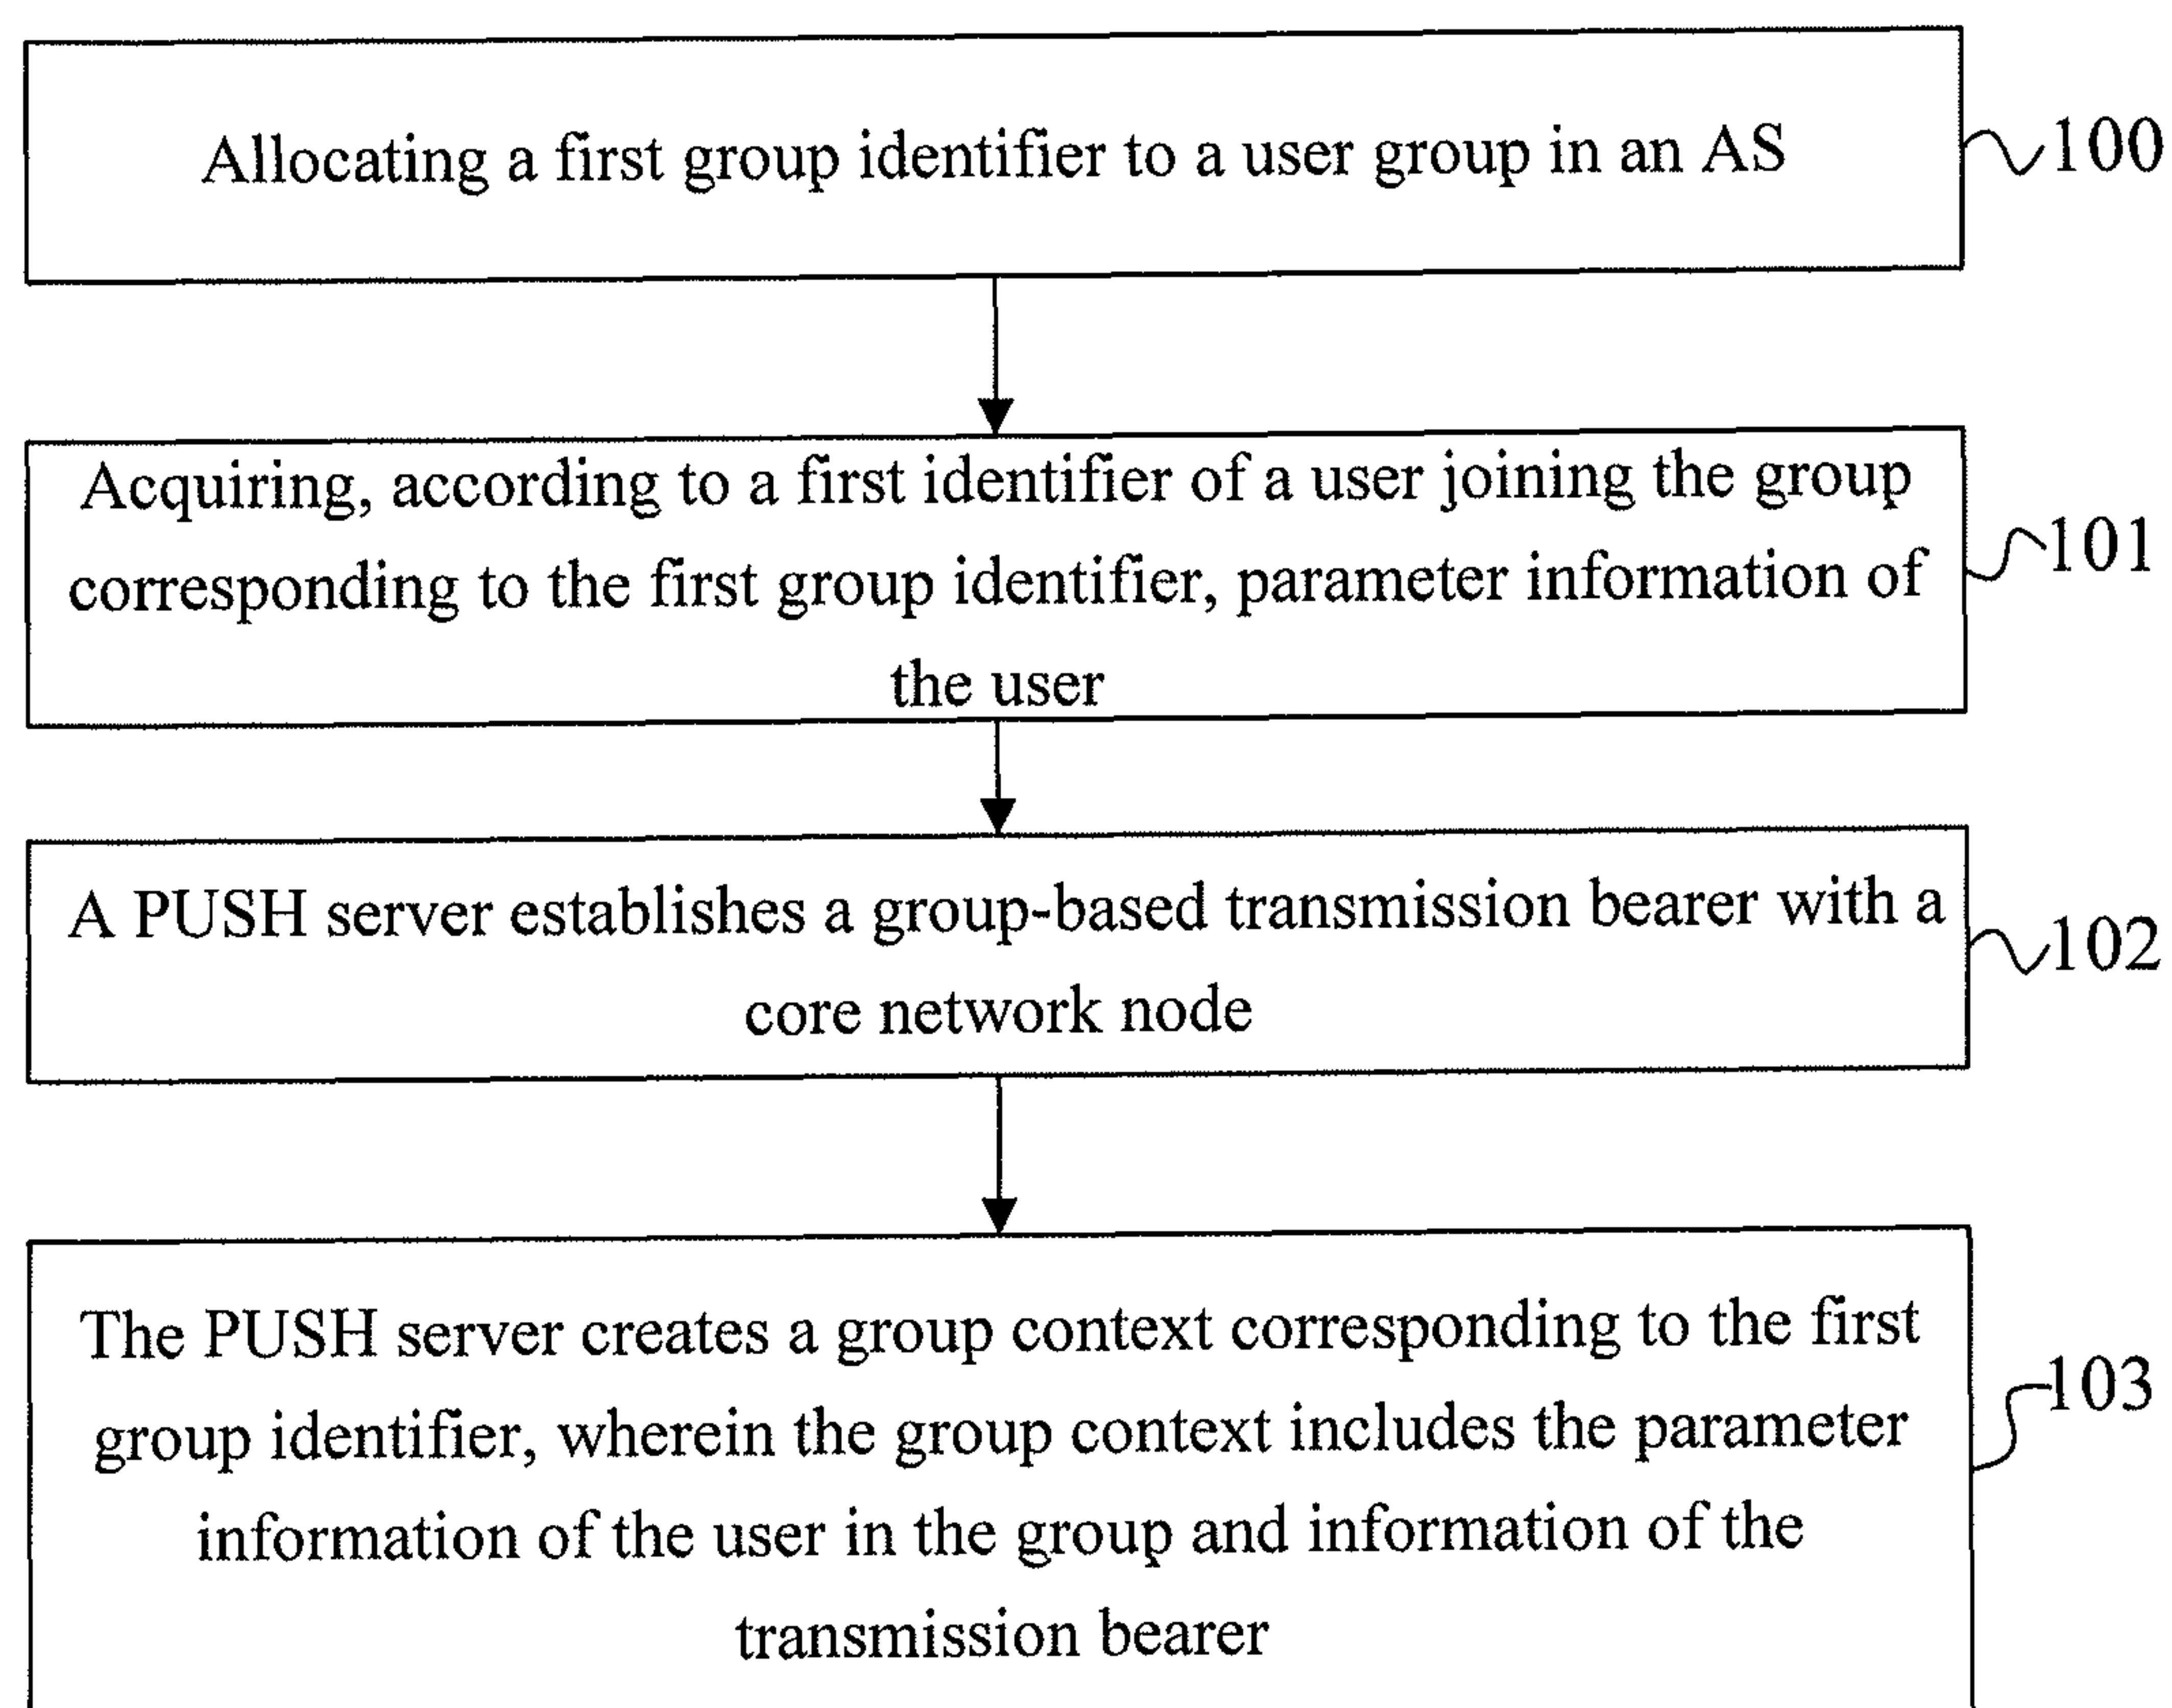 Allocating a first group identifier to a user group in an AS
100
Acquiring, according to a first identifier of a user joining the group
corresponding to the first group identifier, parameter information of
the user
101
A PUSH server establishes a group-based transmission bearer with a
core network node
102
The PUSH server creates a group context corresponding to the first
group identifier, wherein the group context includes the parameter
information of the user in the group and information of the
transmission bearer
103